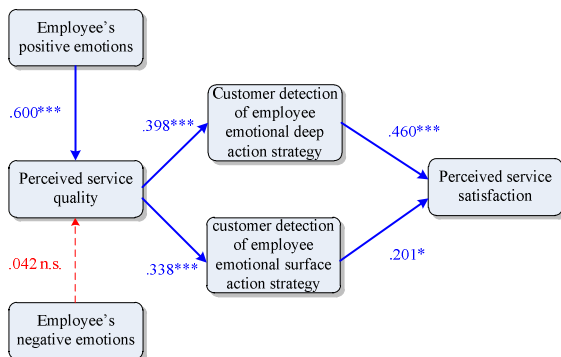 Employee's
positive emotions
.600***
Customer detection
of employee
emotional deep
action strategy
.398***
.460***
Perceived service
quality
Perceived service
satisfaction
customer detection
of employee
emotional surface
action strategy
.042 n.s.
.338***
.201*
Employee's
negative emotions